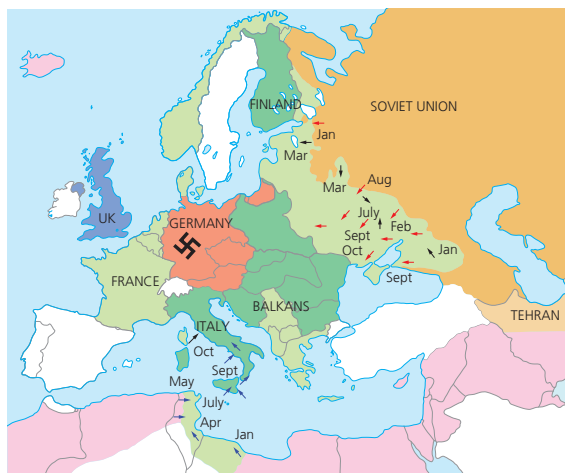 FINLAND
SOVIET UNION
Jan
Mar
Mar
Aug
UK
GERMANY
July
Feb
Sept
Oct
Jan
FRANCE
Sept
BALKANS
TEHRAN
ITALY
Oct
Sept
May
July
Apr
Jan